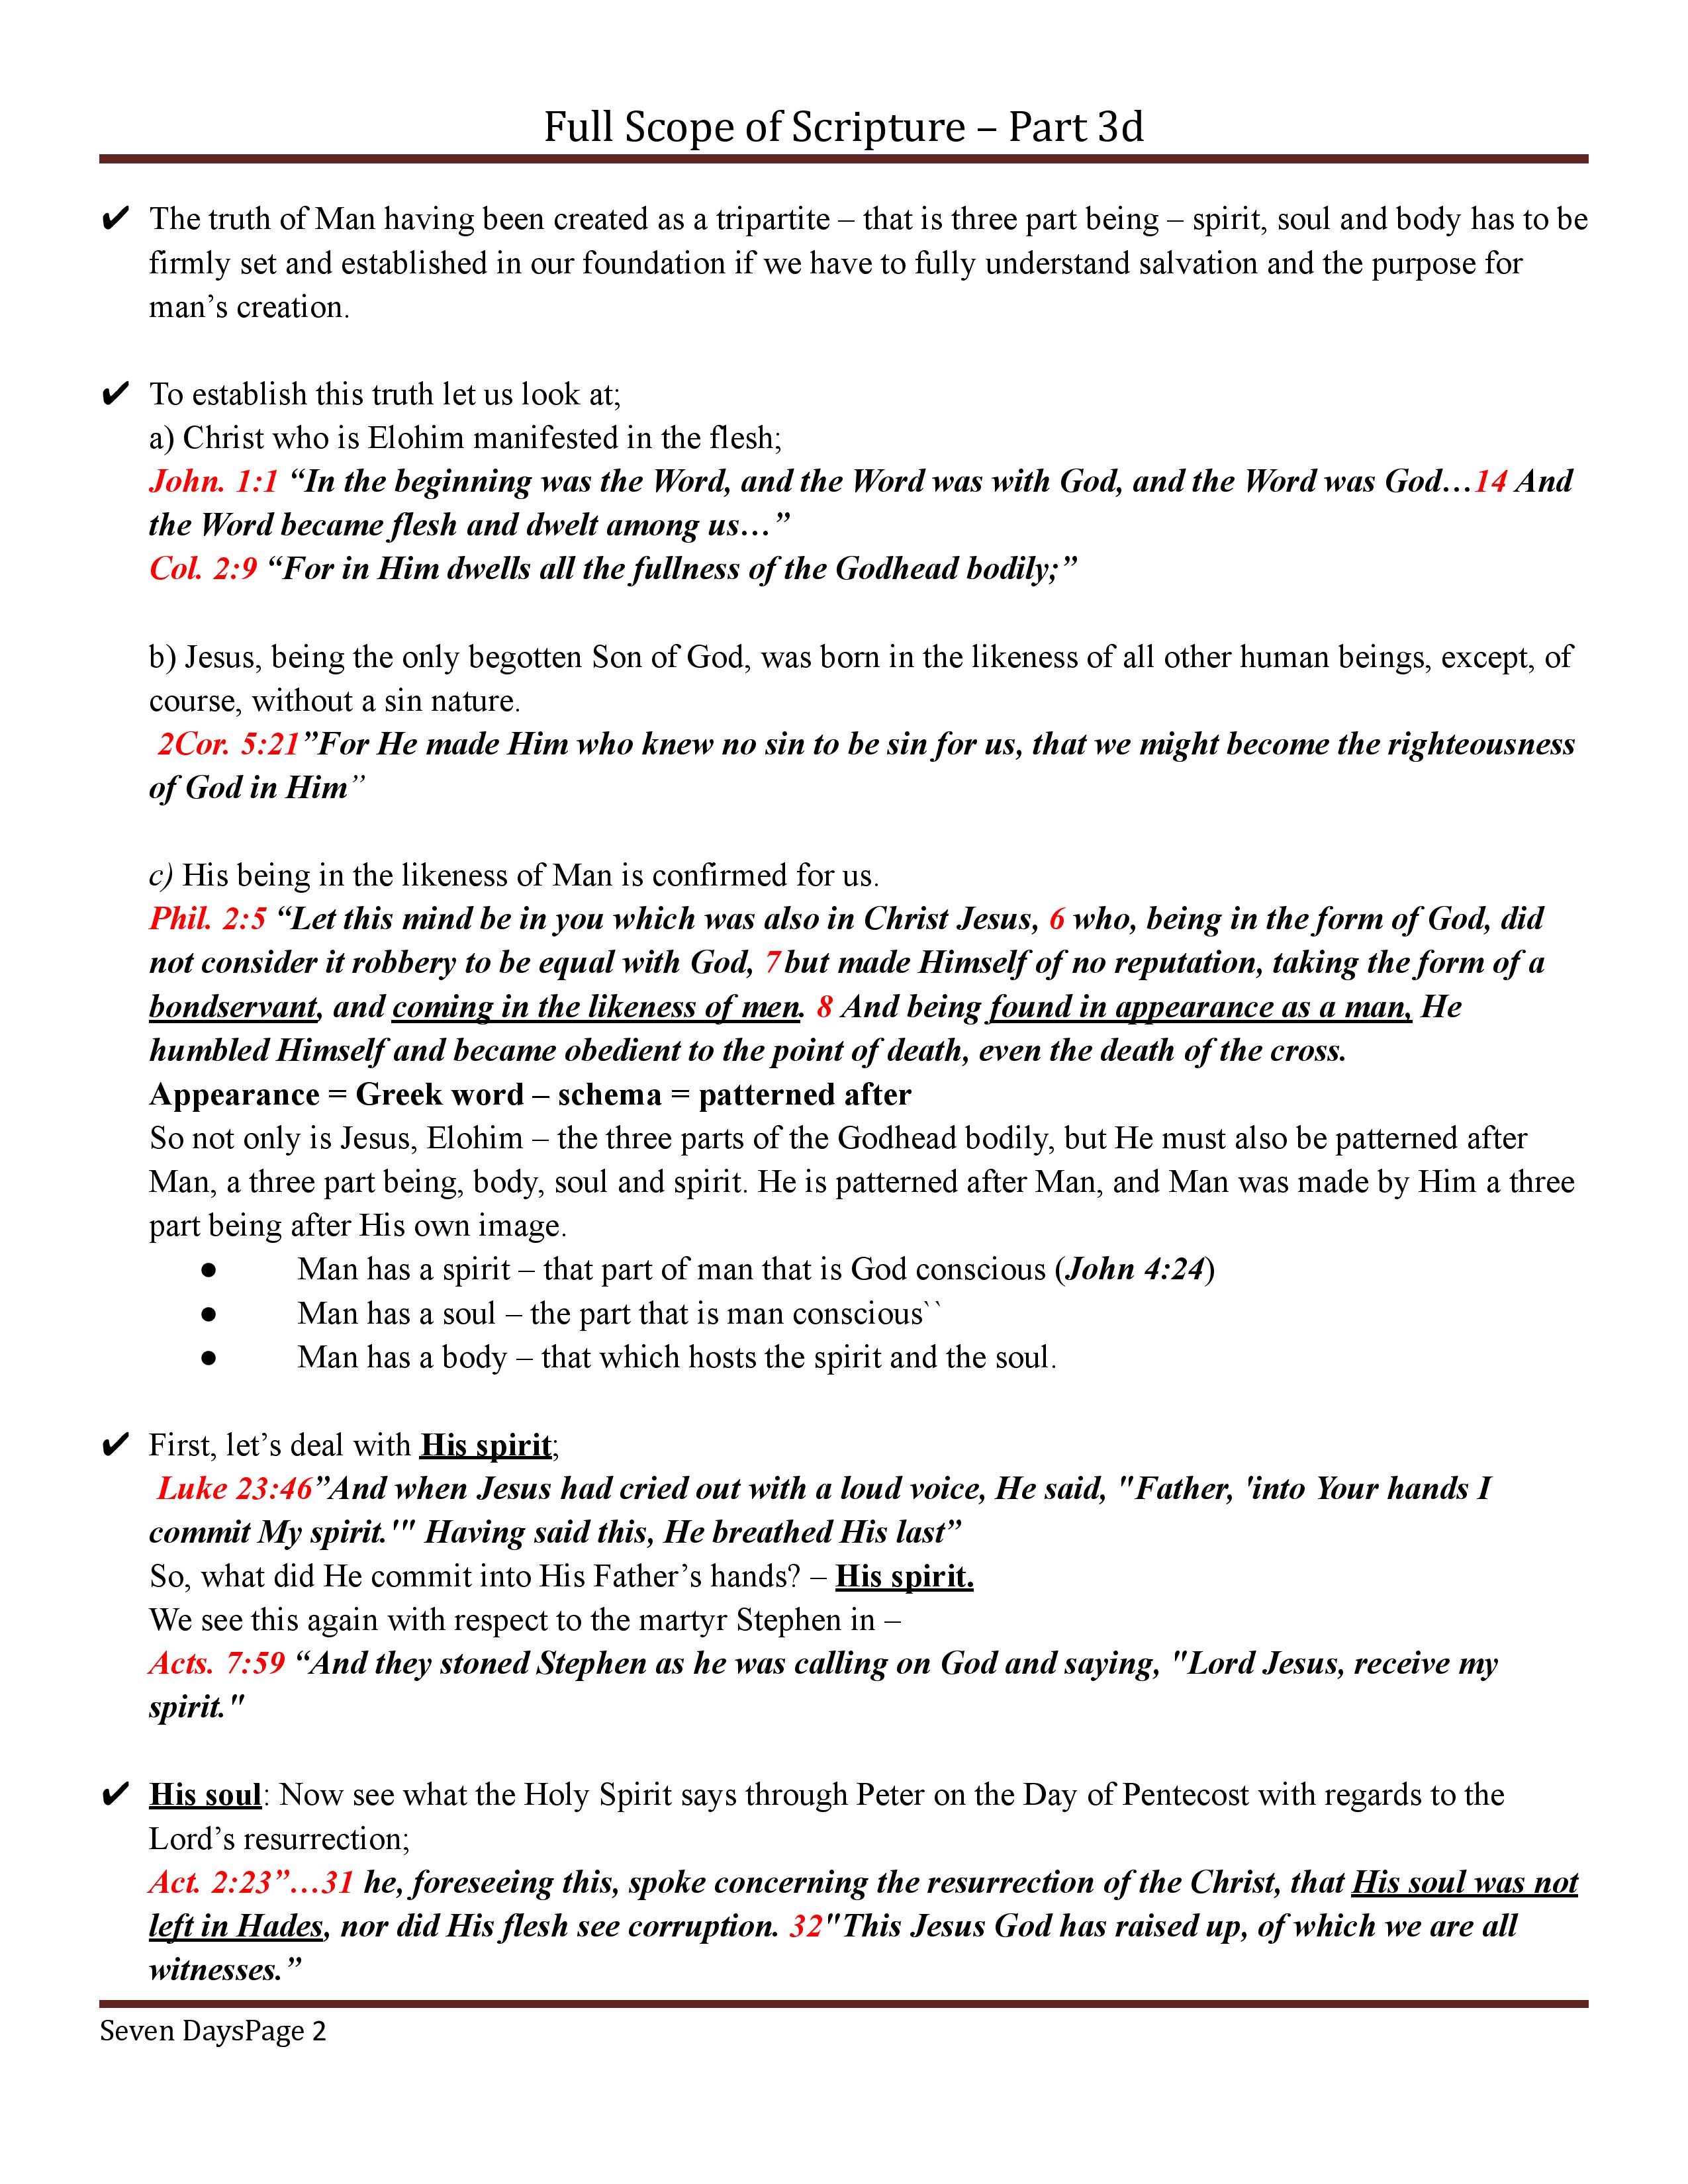 Full Scope of Scripture – Part 3d
✔ The truth of Man having been created as a tripartite – that is three part being – spirit, soul and body has to be
firmly set and established in our foundation if we have to fully understand salvation and the purpose for
man’s creation.
✔ To establish this truth let us look at;
a) Christ who is Elohim manifested in the flesh;
John. 1:1 “In the beginning was the Word, and the Word was with God, and the Word was God…14 And
the Word became flesh and dwelt among us…”
Col. 2:9 “For in Him dwells all the fullness of the Godhead bodily;”
b) Jesus, being the only begotten Son of God, was born in the likeness of all other human beings, except, of
course, without a sin nature.
2Cor. 5:21”For He made Him who knew no sin to be sin for us, that we might become the righteousness
of God in Him”
c) His being in the likeness of Man is confirmed for us.
Phil. 2:5 “Let this mind be in you which was also in Christ Jesus, 6 who, being in the form of God, did
not consider it robbery to be equal with God, 7 but made Himself of no reputation, taking the form of a
bondservant, and coming in the likeness of men. 8 And being found in appearance as a man, He
humbled Himself and became obedient to the point of death, even the death of the cross.
Appearance = Greek word – schema = patterned after
So not only is Jesus, Elohim – the three parts of the Godhead bodily, but He must also be patterned after
Man, a three part being, body, soul and spirit. He is patterned after Man, and Man was made by Him a three
part being after His own image.
● Man has a spirit – that part of man that is God conscious (John 4:24)
● Man has a soul – the part that is man conscious``
● Man has a body – that which hosts the spirit and the soul.
✔ First, let’s deal with His spirit;
Luke 23:46”And when Jesus had cried out with a loud voice, He said, "Father, 'into Your hands I
commit My spirit.'" Having said this, He breathed His last”
So, what did He commit into His Father’s hands? – His spirit.
We see this again with respect to the martyr Stephen in –
Acts. 7:59 “And they stoned Stephen as he was calling on God and saying, "Lord Jesus, receive my
spirit."
✔ His soul: Now see what the Holy Spirit says through Peter on the Day of Pentecost with regards to the
Lord’s resurrection;
Act. 2:23”…31 he, foreseeing this, spoke concerning the resurrection of the Christ, that His soul was not
left in Hades, nor did His flesh see corruption. 32"This Jesus God has raised up, of which we are all
witnesses.”
Seven DaysPage 2